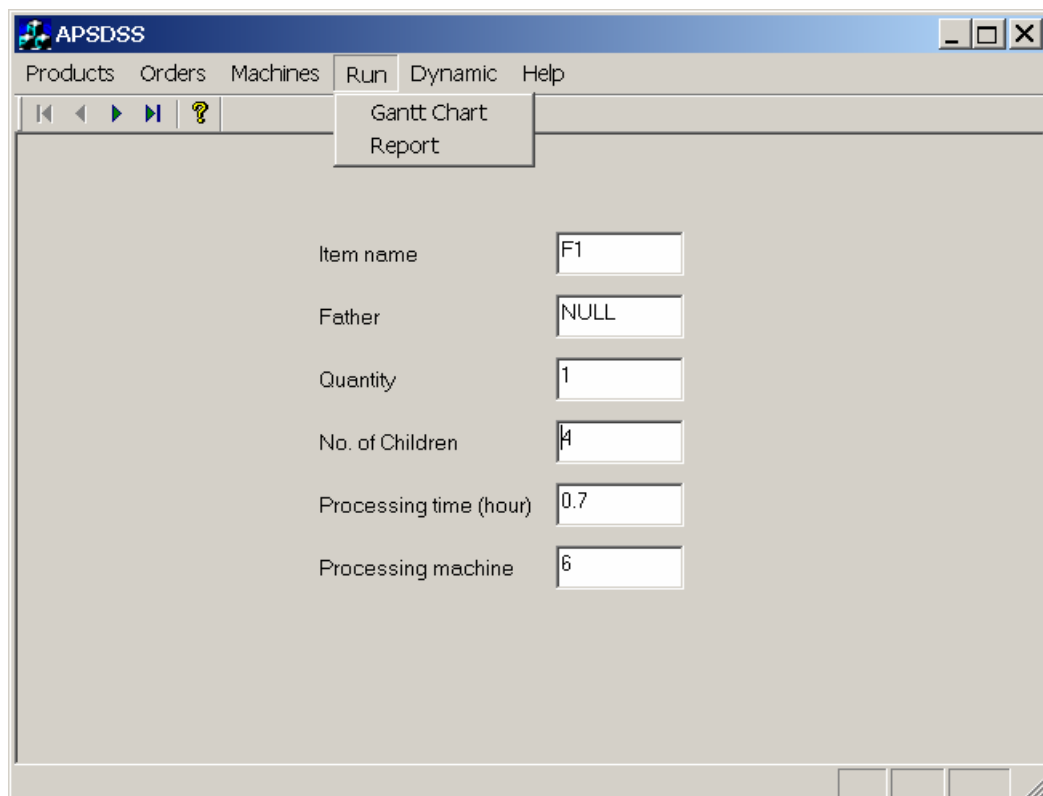 APSDSS
Products Orders Machines Run Dynamic Help
Gantt Chart
Report
Item name F1
Father NULL
Quantity 1
No. of Children 4
Processing time (hour) 0.7
Processing machine 6